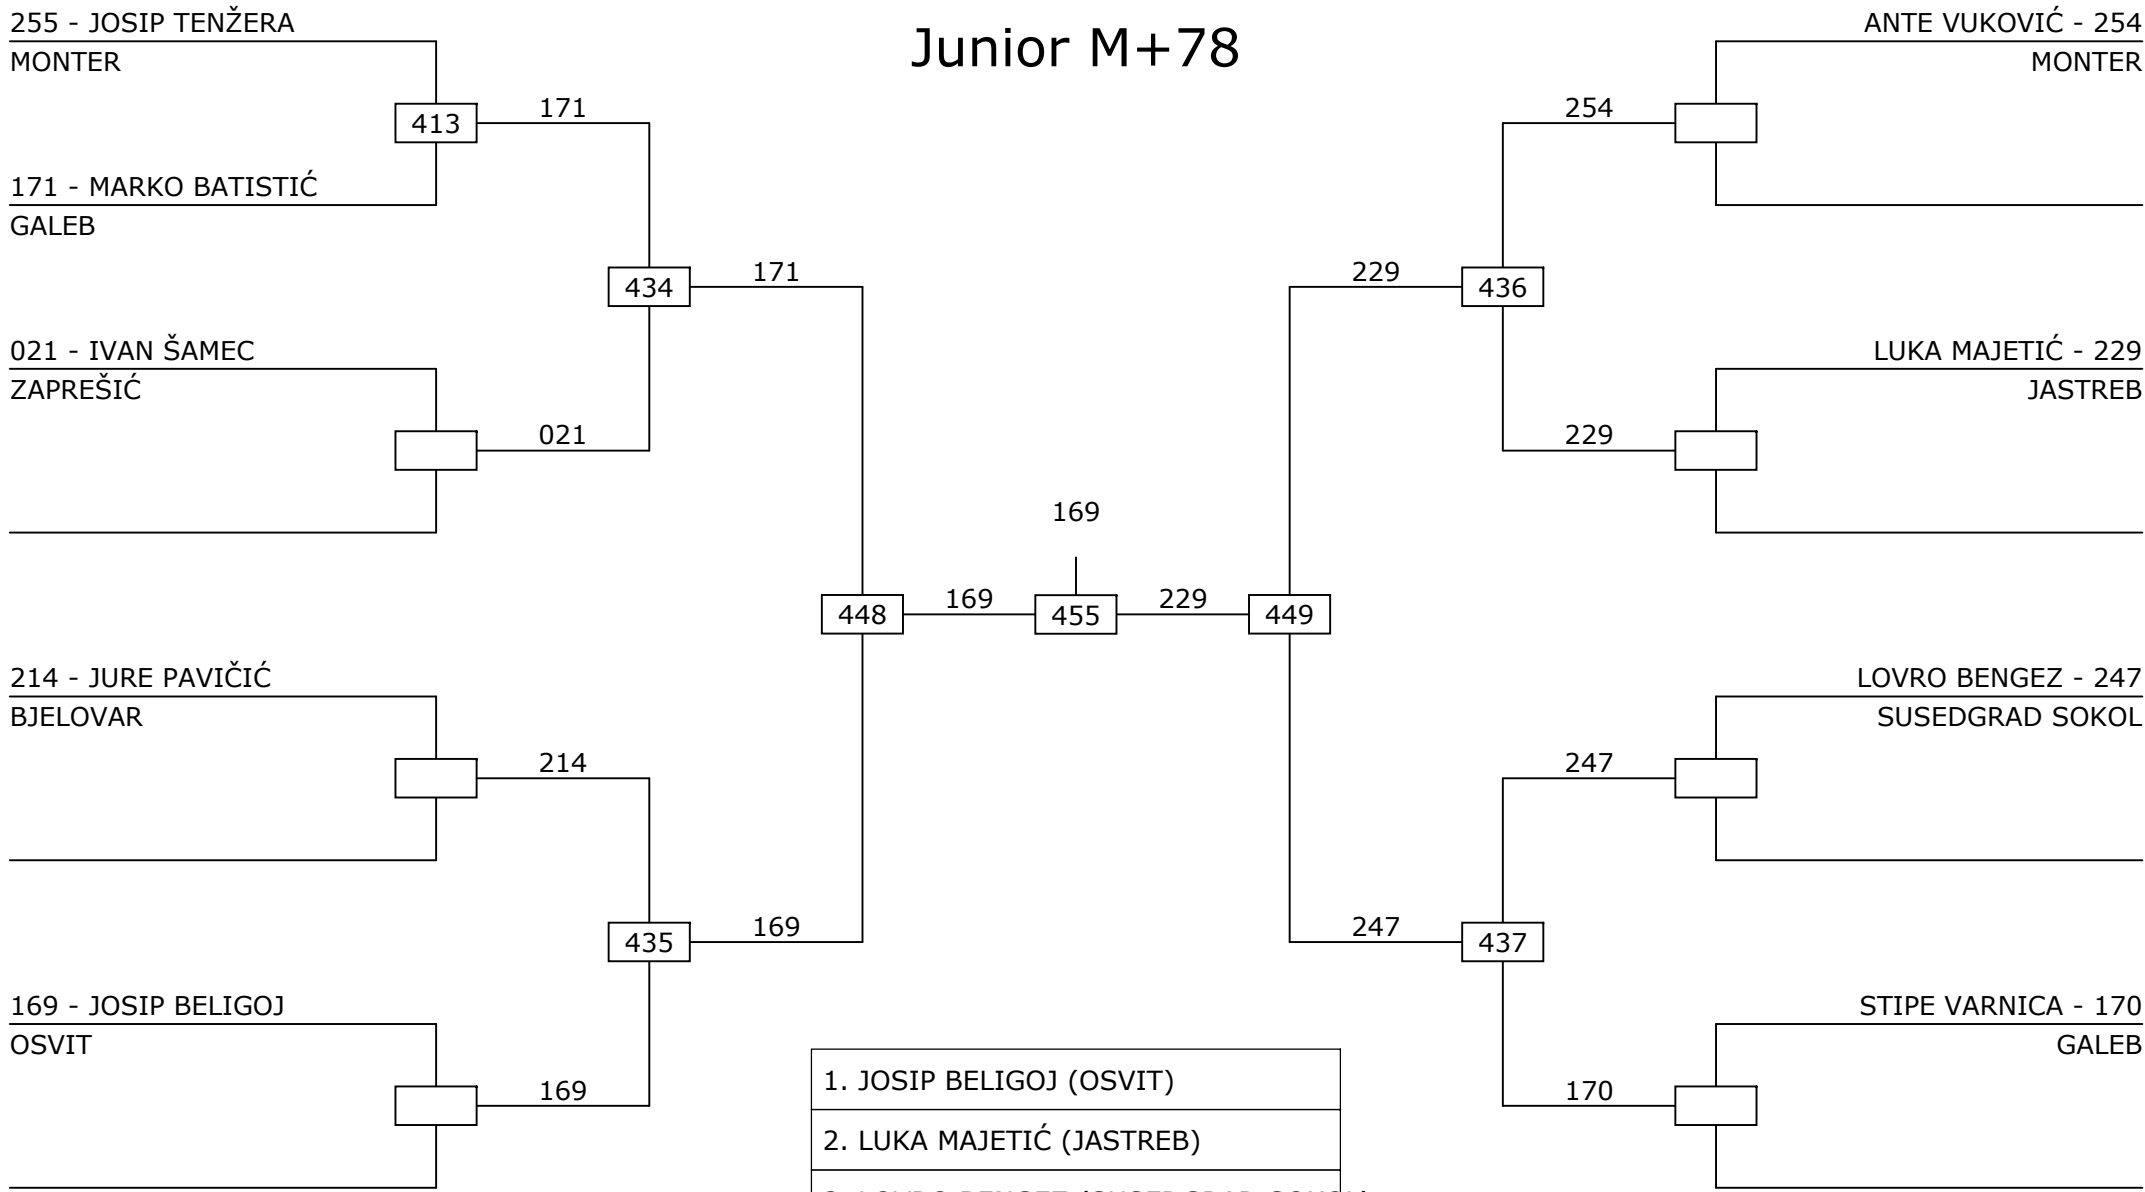 Junior M+78
255 - JOSIP TENŽERA
MONTER
413
171
171 - MARKO BATISTIĆ
GALEB
434
171
021 - IVAN ŠAMEC
ZAPREŠIĆ
021
214 - JURE PAVIČIĆ
BJELOVAR
214
435
169
169 - JOSIP BELIGOJ
OSVIT
169
448
169
169
455
229
449
ANTE VUKOVIĆ - 254
MONTER
254
229
436
LUKA MAJETIĆ - 229
JASTREB
229
LOVRO BENGEZ - 247
SUSEDGRAD SOKOL
247
247
437
STIPE VARNICA - 170
GALEB
170
1. JOSIP BELIGOJ (OSVIT)
2. LUKA MAJETIĆ (JASTREB)